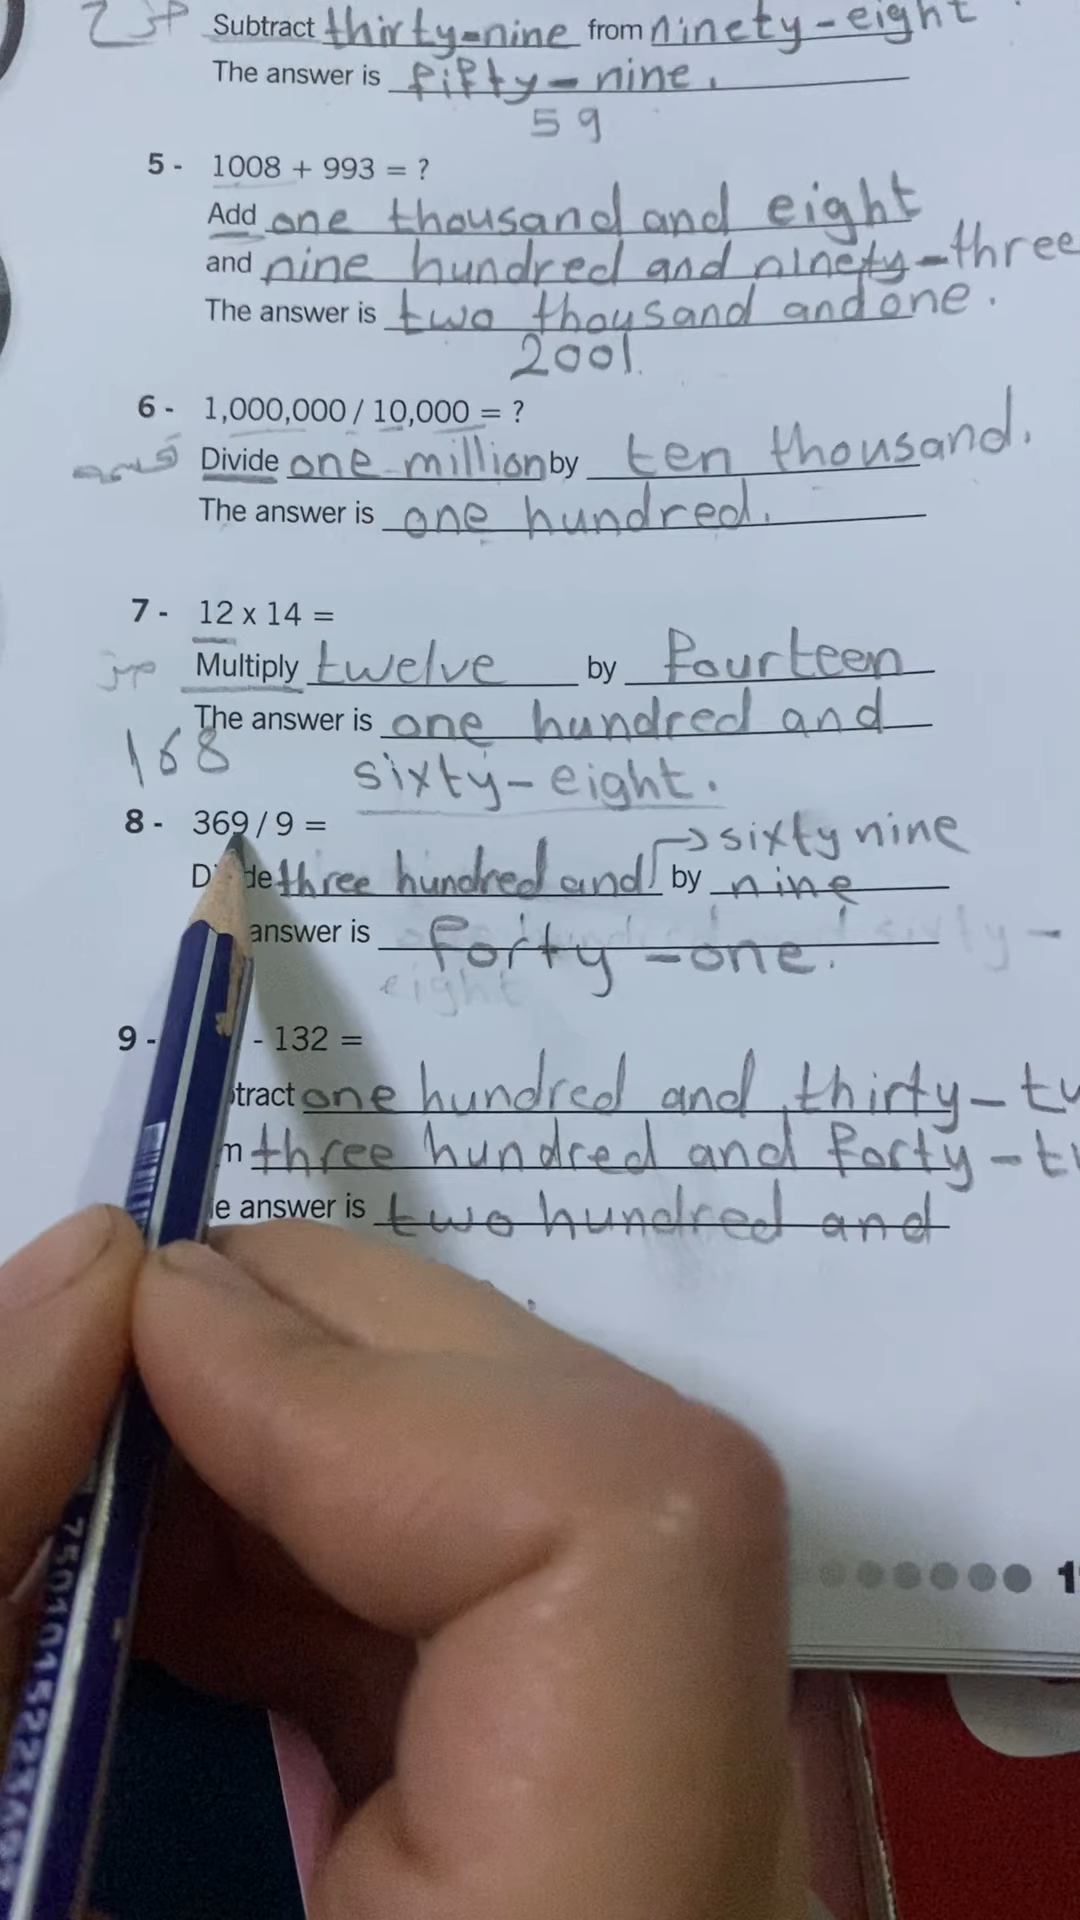 Subtract thirty-nine from ninety-eight
The answer is fifty-nine.
59
5 - 1008 + 993 = ?
Add one thousand and eight
and nine hundred and ninety-three
The answer is two thousand and one.
2001.
6 - 1,000,000 / 10,000 = ?
Divide one million by ten thousand.
The answer is one hundred.
7 - 12 x 14 =
Multiply twelve by fourteen
The answer is one hundred and
168 sixty-eight.
8 - 369 / 9 =
sixty nine
three hundred and by nine
answer is forty-one.
eight
9 - - 132 =
one hundred and thirty-
three hundred and forty-
answer is two hundred and